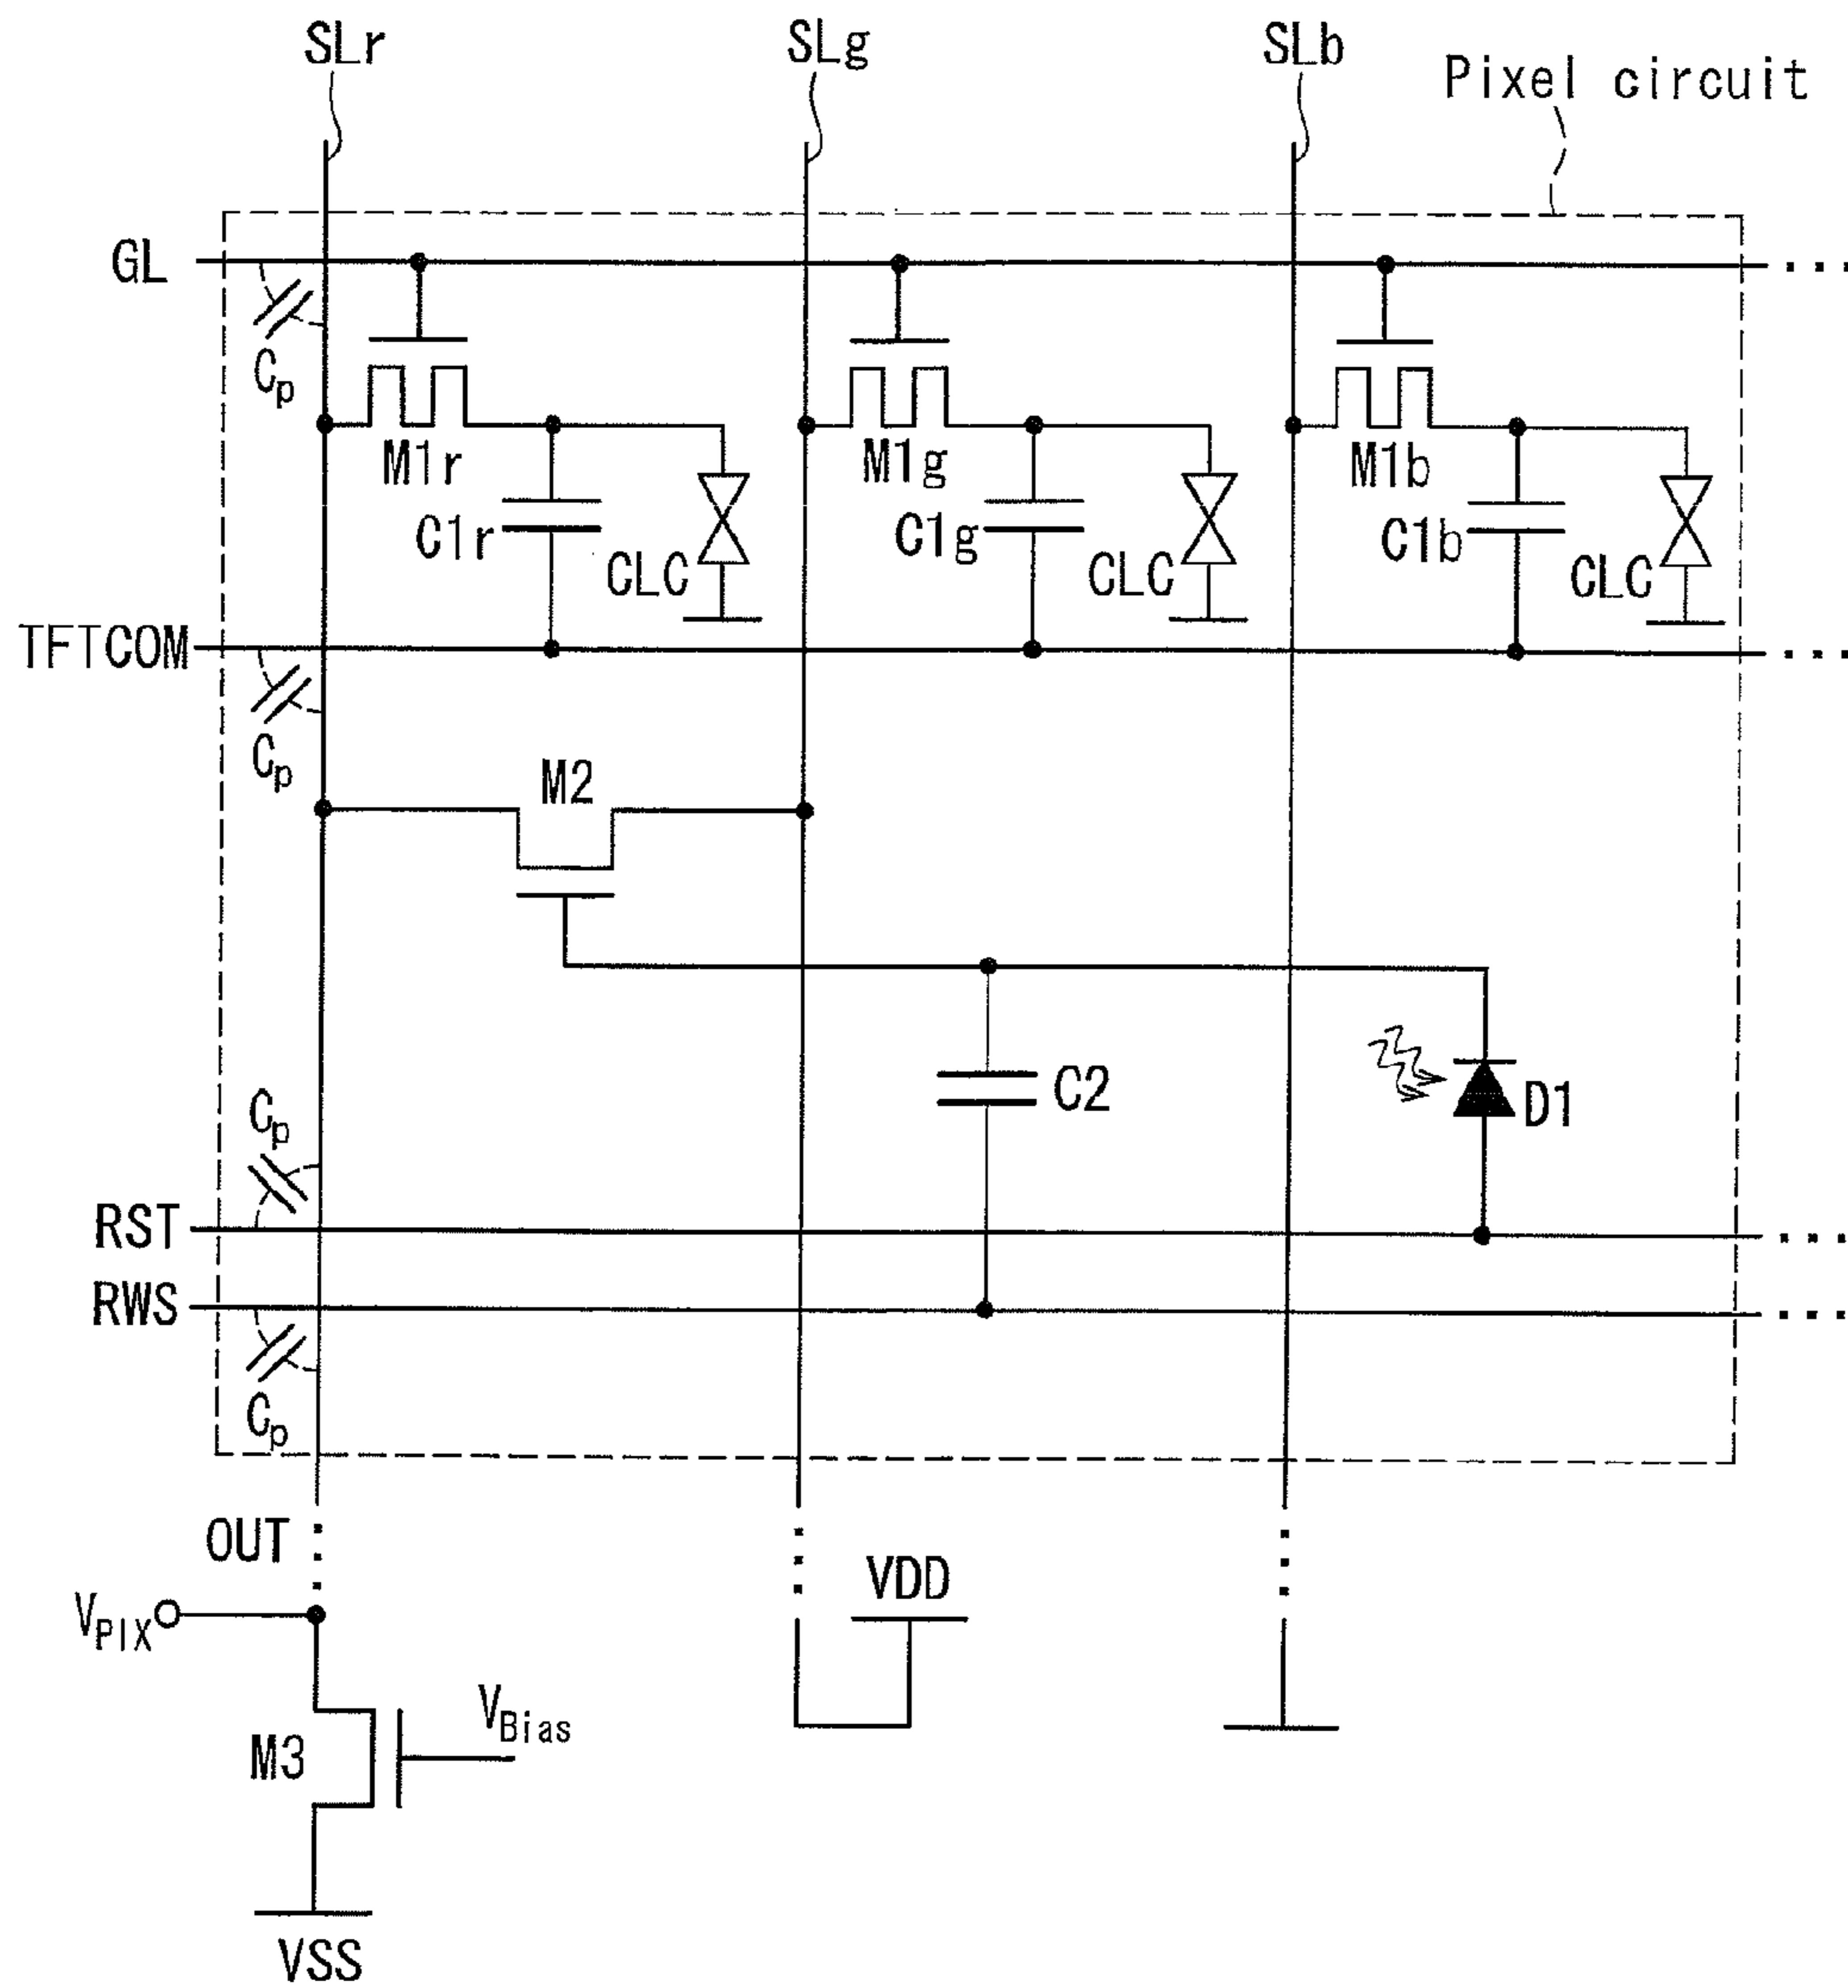 SLr
SLg
SLb
Pixel circuit
GL
Cp
M1r
M1g
M1b
C1r
C1g
C1b
CLC
CLC
CLC
TFTCOM
Cp
M2
C2
D1
Cp
RST
RWS
Cp
OUT
VDD
VPIX
VBias
M3
VSS